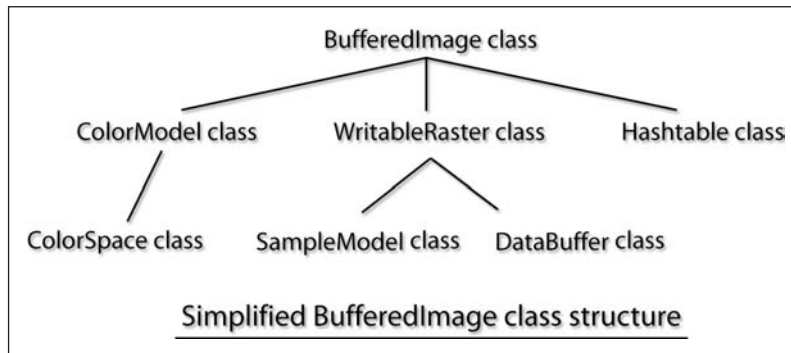 BufferedImage class
ColorModel class WritableRaster class Hashtable class
ColorSpace class SampleModel class DataBuffer class
Simplified BufferedImage class structure